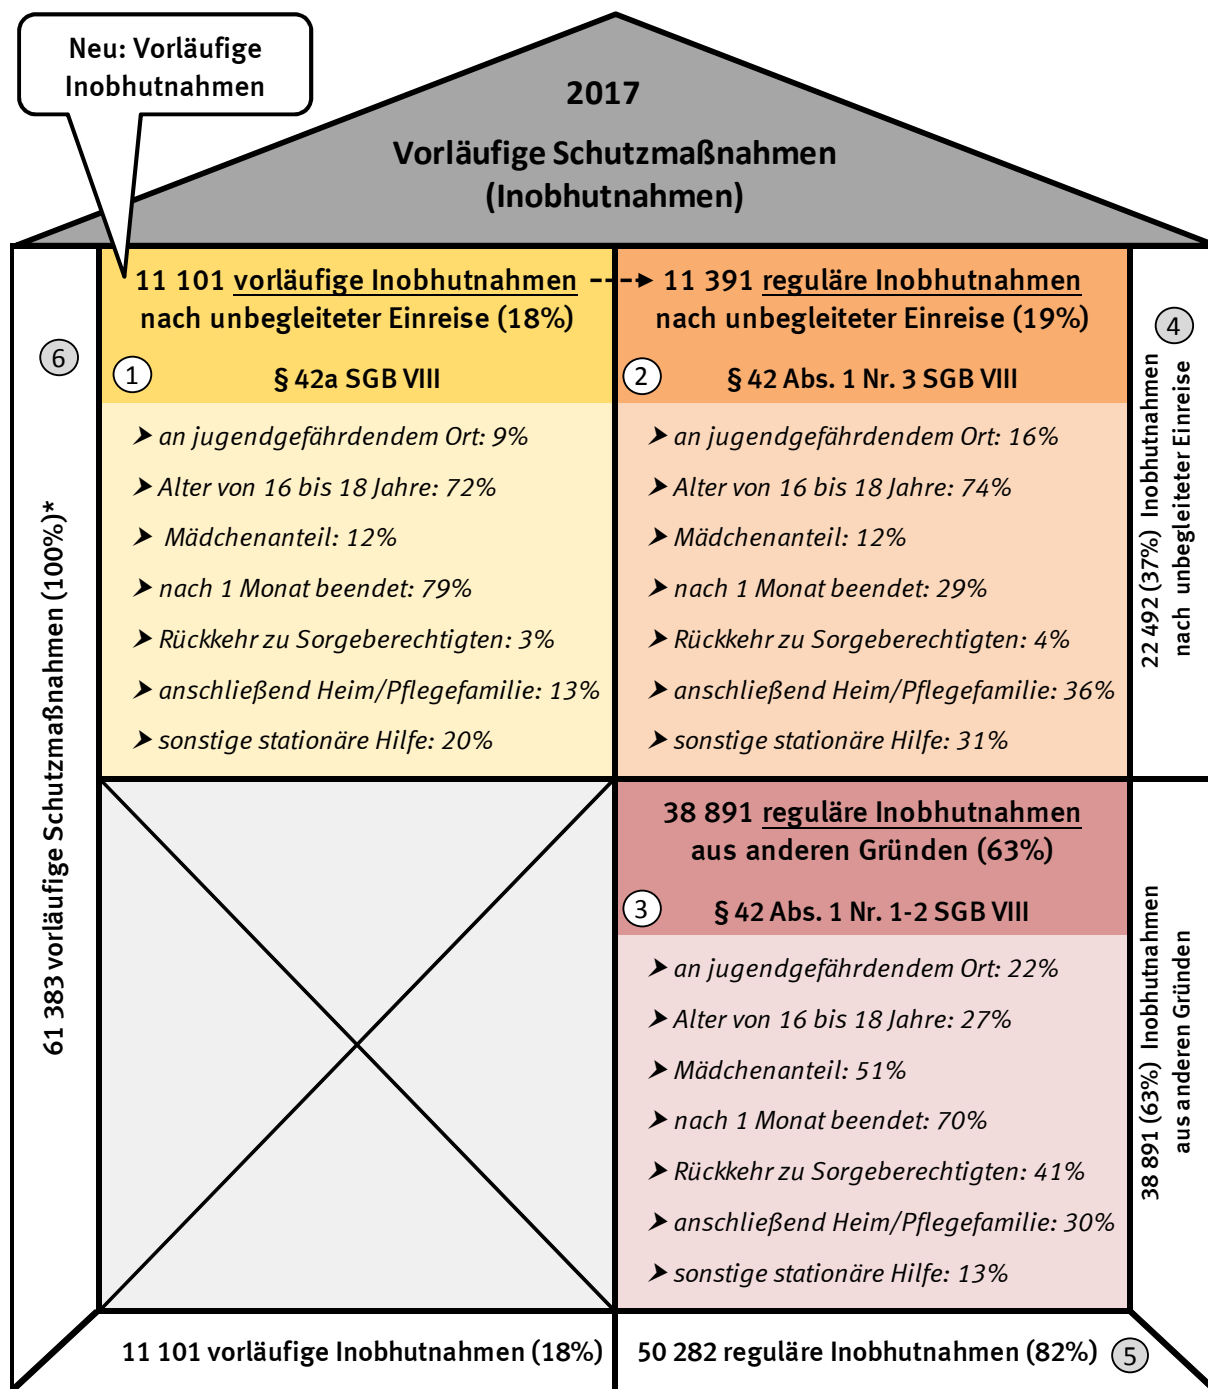 Neu: Vorläufige
Inobhutnahmen
2017
Vorläufige Schutzmaßnahmen
(Inobhutnahmen)
6
61 383 vorläufige Schutzmaßnahmen (100%)*
11 101 vorläufige Inobhutnahmen
nach unbegleiteter Einreise (18%)
1
§ 42a SGB VIII
➤ an jugendgefährdendem Ort: 9%
➤ Alter von 16 bis 18 Jahre: 72%
➤ Mädchenanteil: 12%
➤ nach 1 Monat beendet: 79%
➤ Rückkehr zu Sorgeberechtigten: 3%
➤ anschließend Heim/Pflegefamilie: 13%
➤ sonstige stationäre Hilfe: 20%
11 391 reguläre Inobhutnahmen
nach unbegleiteter Einreise (19%)
2
§ 42 Abs. 1 Nr. 3 SGB VIII
➤ an jugendgefährdendem Ort: 16%
➤ Alter von 16 bis 18 Jahre: 74%
➤ Mädchenanteil: 12%
➤ nach 1 Monat beendet: 29%
➤ Rückkehr zu Sorgeberechtigten: 4%
➤ anschließend Heim/Pflegefamilie: 36%
➤ sonstige stationäre Hilfe: 31%
4
22 492 (37%) Inobhutnahmen
nach unbegleiteter Einreise
38 891 reguläre Inobhutnahmen
aus anderen Gründen (63%)
3
§ 42 Abs. 1 Nr. 1-2 SGB VIII
➤ an jugendgefährdendem Ort: 22%
➤ Alter von 16 bis 18 Jahre: 27%
➤ Mädchenanteil: 51%
➤ nach 1 Monat beendet: 70%
➤ Rückkehr zu Sorgeberechtigten: 41%
➤ anschließend Heim/Pflegefamilie: 30%
➤ sonstige stationäre Hilfe: 13%
38 891 (63%) Inobhutnahmen
aus anderen Gründen
11 101 vorläufige Inobhutnahmen (18%)
50 282 reguläre Inobhutnahmen (82%)
5